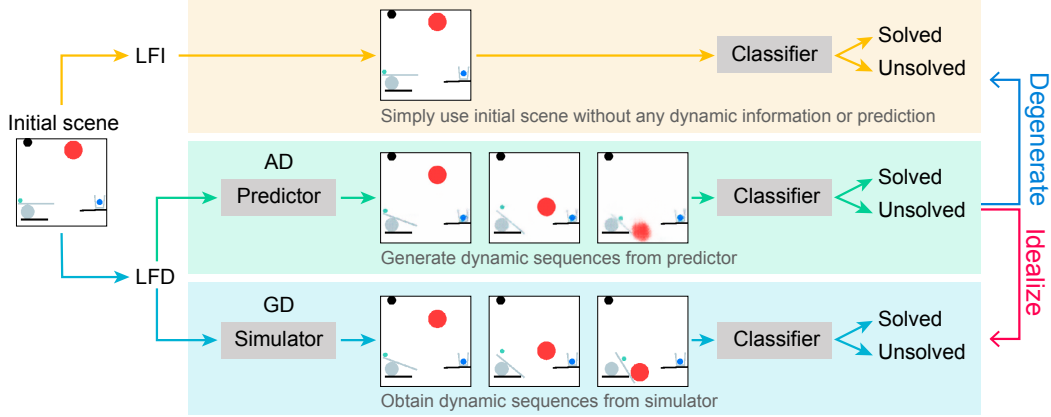 Initial scene
LFI
Classifier
Solved
Unsolved
Simply use initial scene without any dynamic information or prediction
LFD
AD
Predictor
Classifier
Solved
Unsolved
Generate dynamic sequences from predictor
GD
Simulator
Classifier
Solved
Unsolved
Obtain dynamic sequences from simulator
Degenerate
Idealize